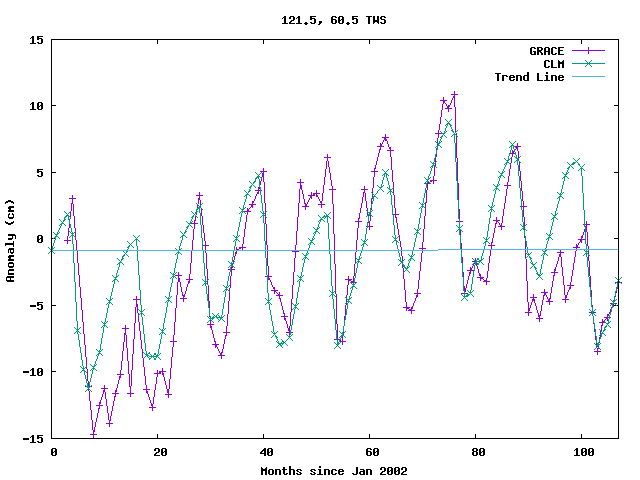 121.5, 60.5 TWS
GRACE
CLM
Trend Line
Anomaly (cm)
15
10
5
0
-5
-10
-15
0 20 40 60 80 100
Months since Jan 2002